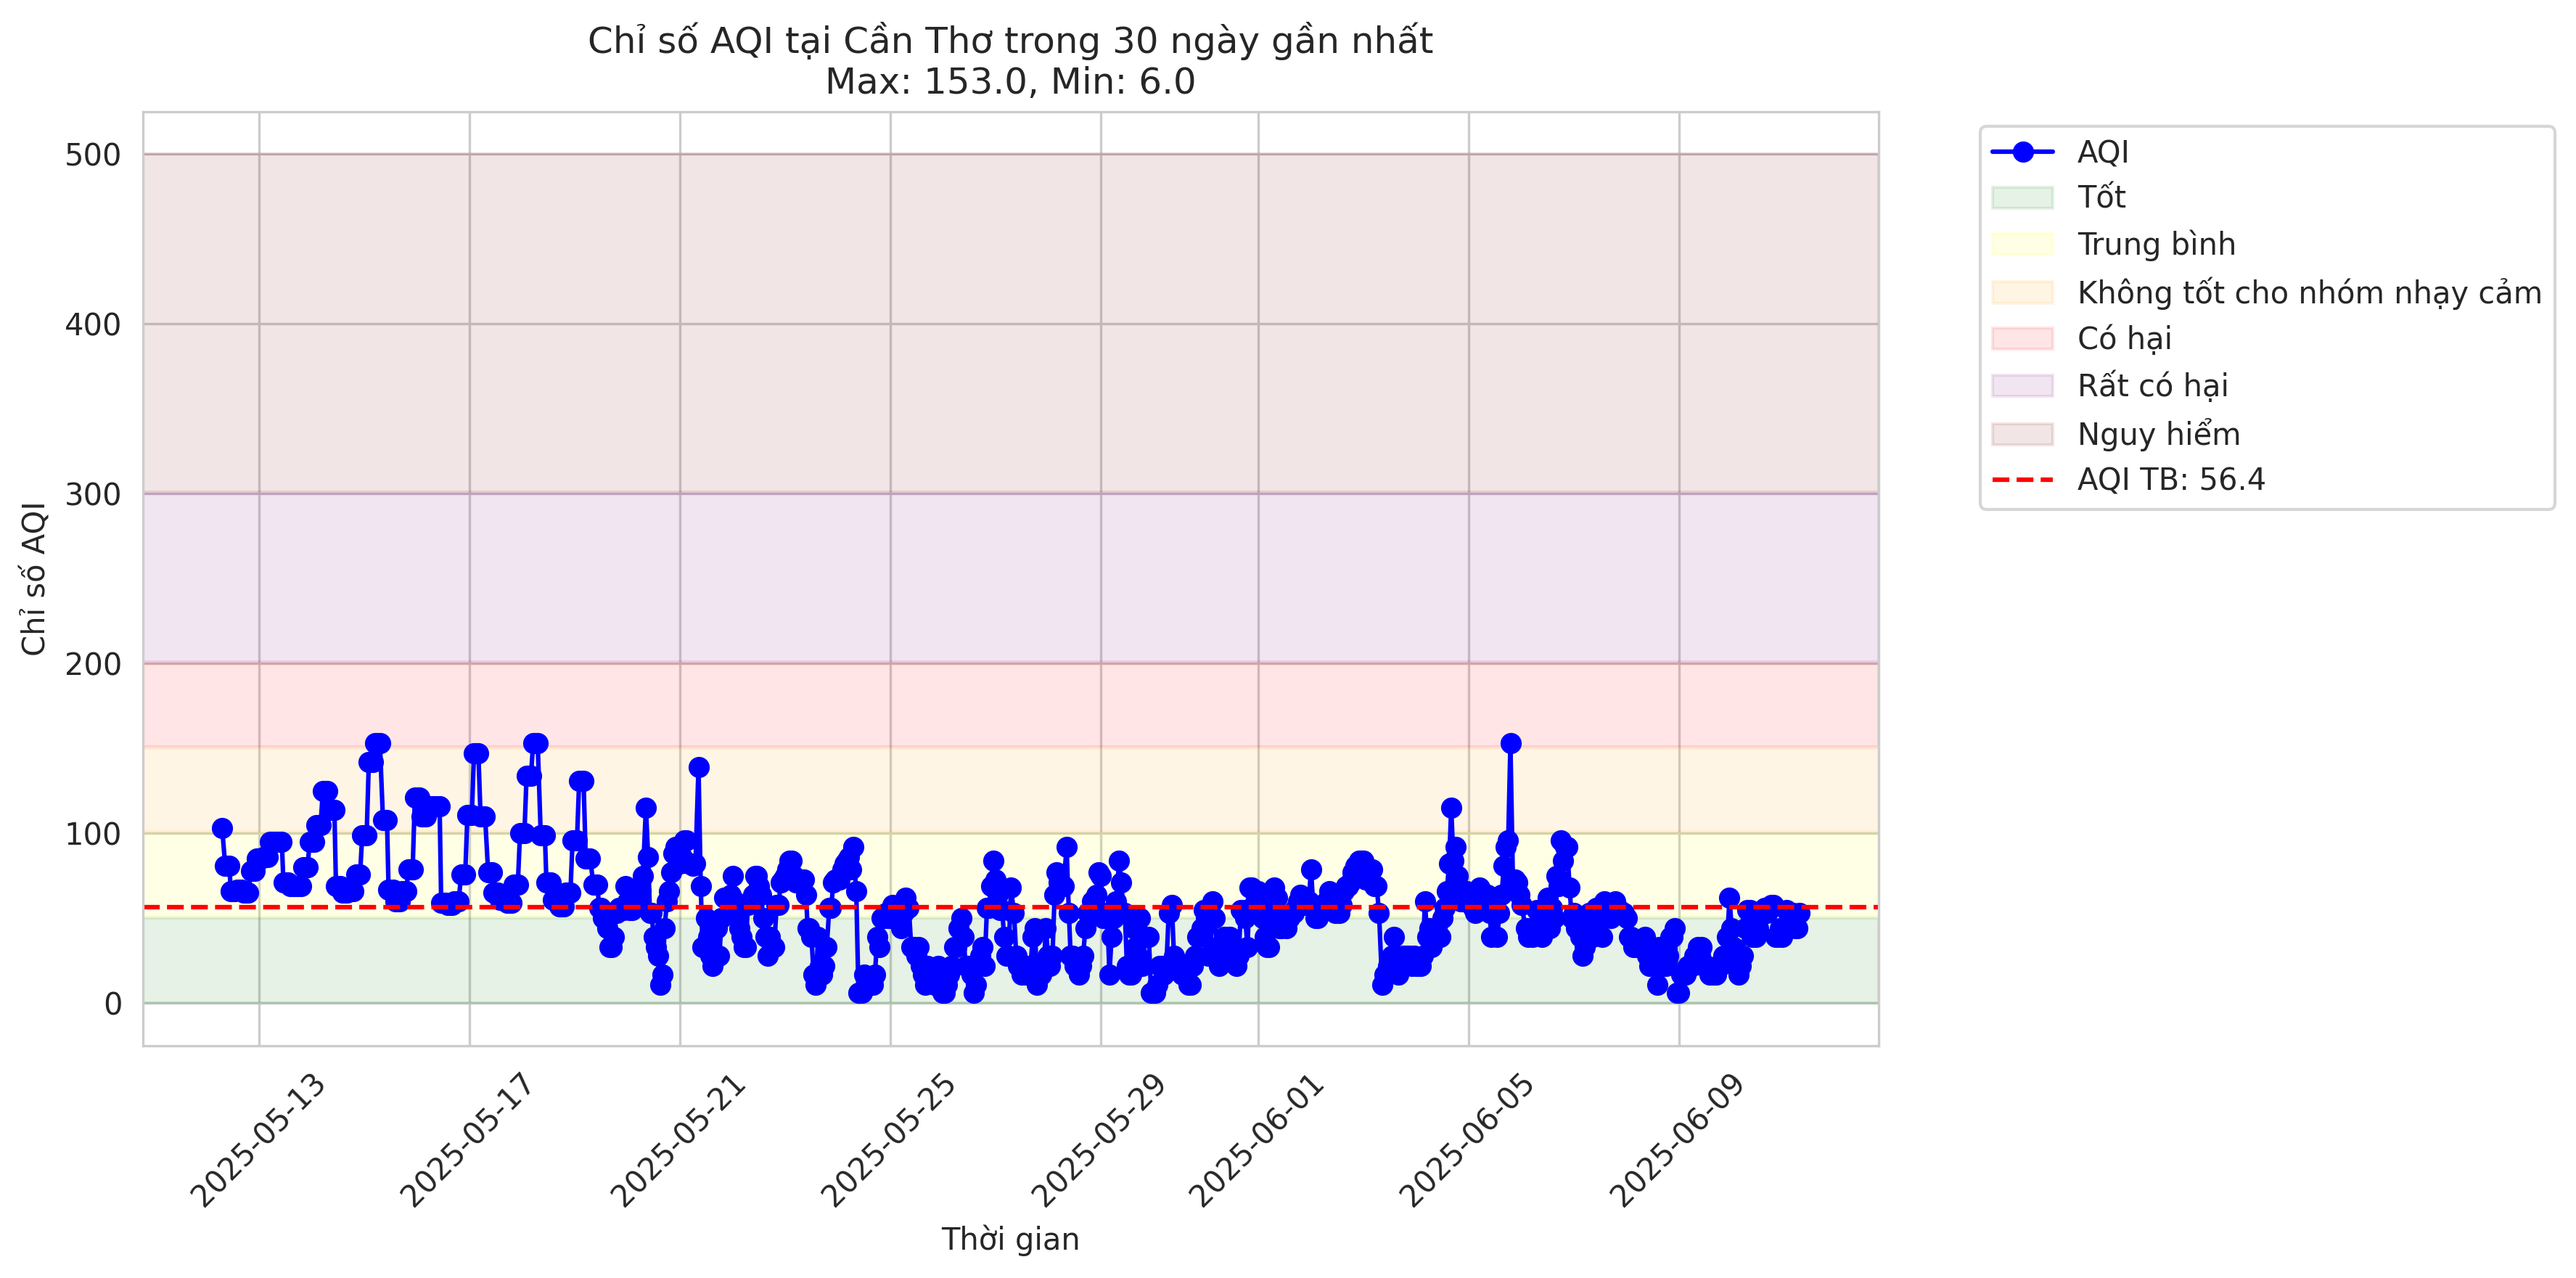 Chỉ số AQI tại Cần Thơ trong 30 ngày gần nhất
Max: 153.0, Min: 6.0
Chỉ số AQI
500
400
300
200
100
0
2025-05-13
2025-05-17
2025-05-21
2025-05-25
2025-05-29
2025-06-01
2025-06-05
2025-06-09
Thời gian
AQI
Tốt
Trung bình
Không tốt cho nhóm nhạy cảm
Có hại
Rất có hại
Nguy hiểm
AQI TB: 56.4